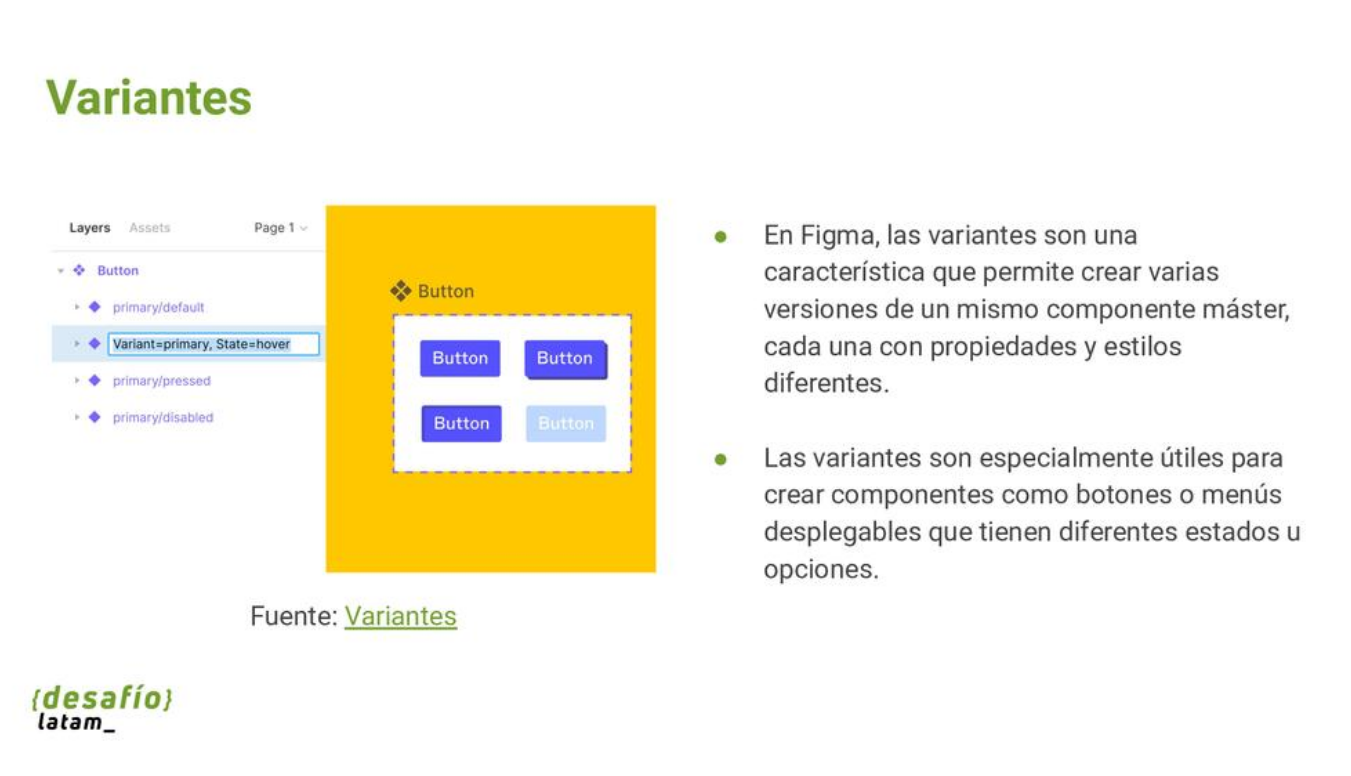 Variantes
Layers Assets Page 1
Button
primary/default
Variant=primary, State=hover
primary/pressed
primary/disabled
Button
Button Button
Button Button
Fuente: Variantes
● En Figma, las variantes son una
característica que permite crear varias
versiones de un mismo componente máster,
cada una con propiedades y estilos
diferentes.
● Las variantes son especialmente útiles para
crear componentes como botones o menús
desplegables que tienen diferentes estados u
opciones.
{desafío}
latam_